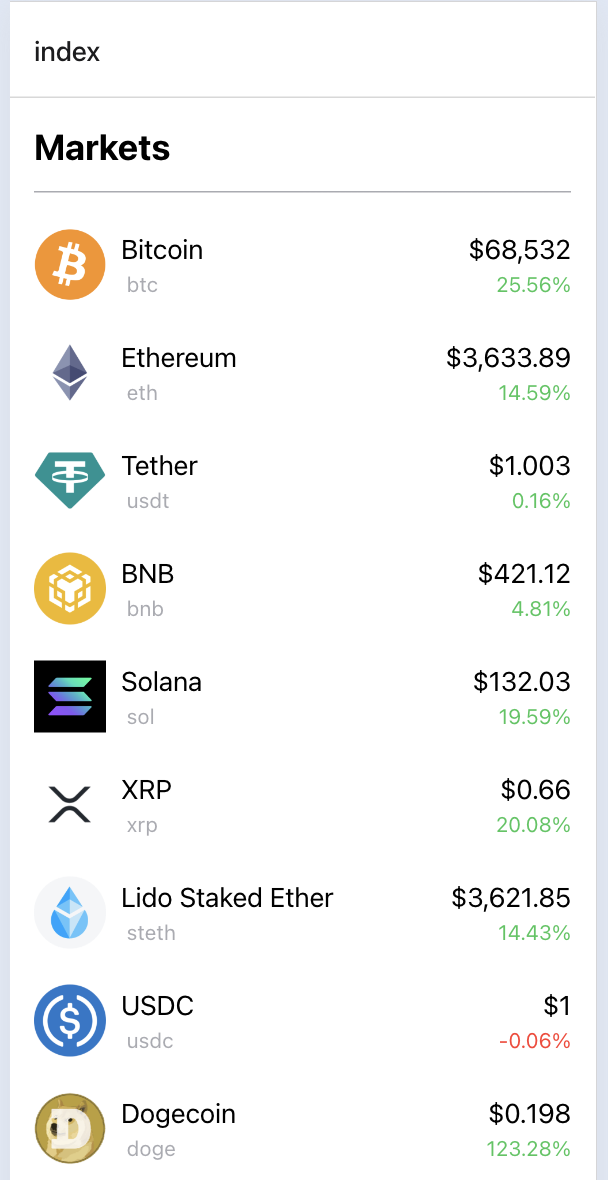 index
Markets
Bitcoin $68,532
btc 25.56%
Ethereum $3,633.89
eth 14.59%
Tether $1.003
usdt 0.16%
BNB $421.12
bnb 4.81%
Solana $132.03
sol 19.59%
XRP $0.66
xrp 20.08%
Lido Staked Ether $3,621.85
steth 14.43%
USDC $1
usdc -0.06%
Dogecoin $0.198
doge 123.28%